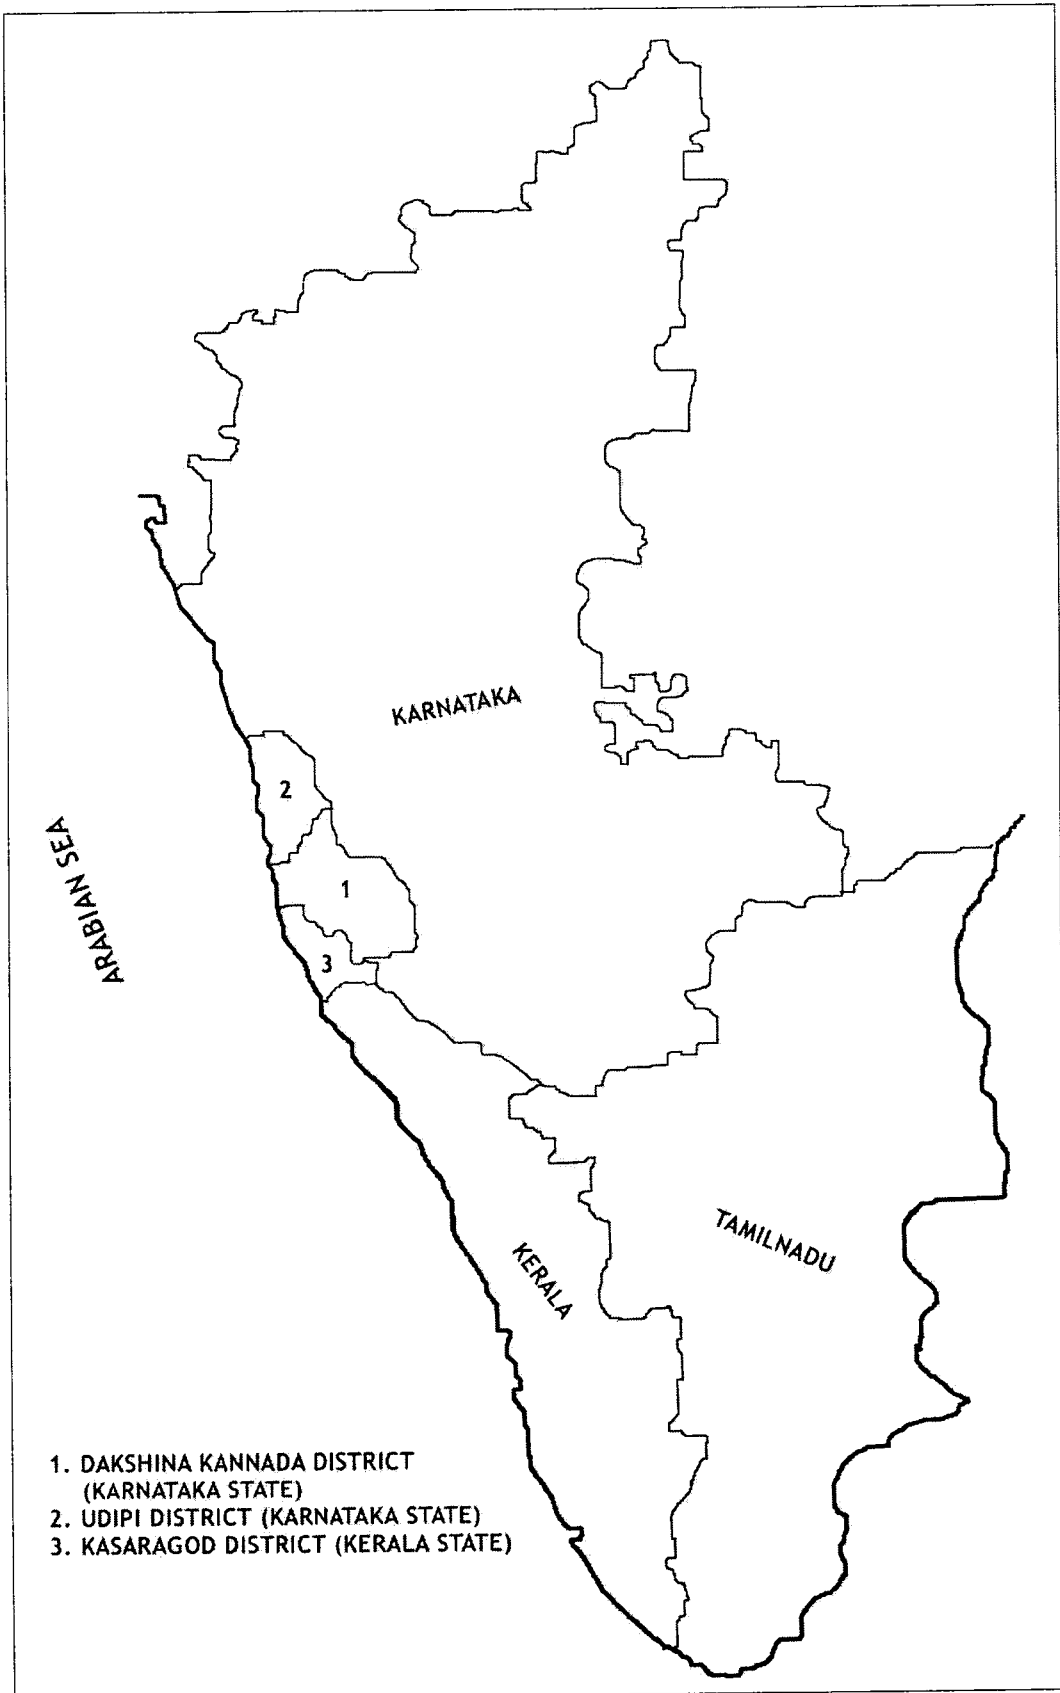 KARNATAKA
2
ARABIAN SEA
1
3
TAMILNADU
KERALA
1. DAKSHINA KANNADA DISTRICT
(KARNATAKA STATE)
2. UDIPI DISTRICT (KARNATAKA STATE)
3. KASARAGOD DISTRICT (KERALA STATE)